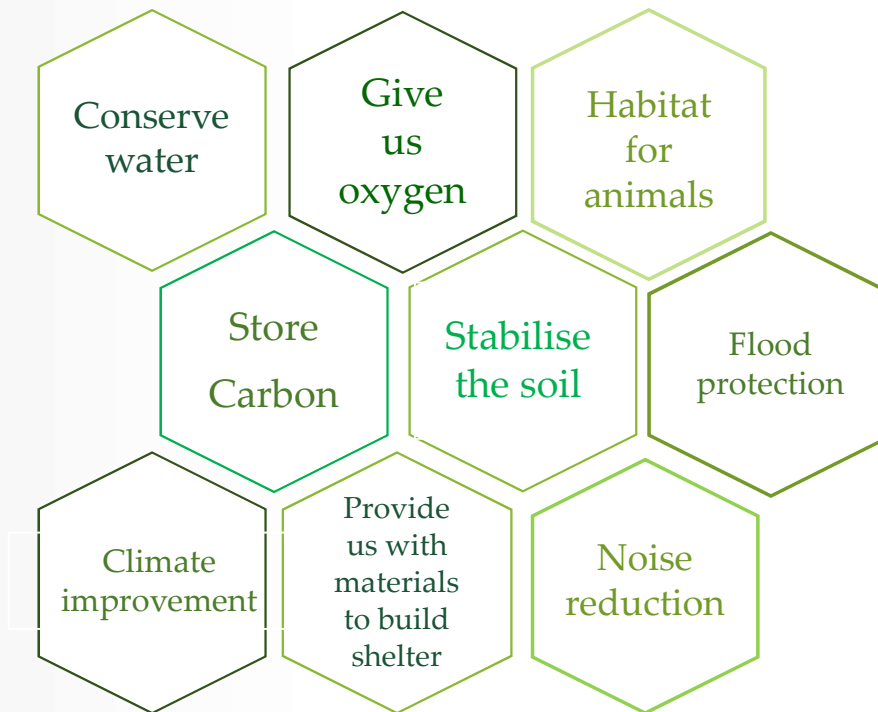 Conserve
water
Give
us
oxygen
Habitat
for
animals
Store
Carbon
Stabilise
the soil
Flood
protection
Climate
improvement
Provide
us with
materials
to build
shelter
Noise
reduction